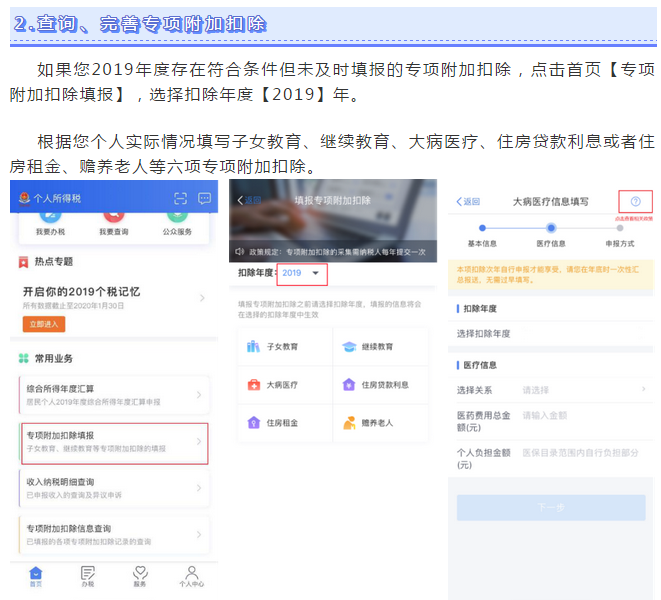 2.查询、完善专项附加扣除
如果您2019年度存在符合条件但未及时填报的专项附加扣除，点击首页【专项
附加扣除填报】，选择扣除年度【2019】年。
根据您个人实际情况填写子女教育、继续教育、大病医疗、住房贷款利息或者住
房租金、赡养老人等六项专项附加扣除。
个人所得税
我要办税
我要查询
公众服务
热点专题
开启你的2019个税记忆
所有数据截止至2020年1月30日
立即进入
常用业务
综合所得年度汇算
居民个人2019年度综合所得年度汇算申报
专项附加扣除填报
子女教育、继续教育等专项附加扣除的填报
收入纳税明细查询
已申报收入的查询及异议申诉
专项附加扣除信息查询
已填报的各项专项附加扣除记录的查询
首页
办税
服务
个人中心
返回
填报专项附加扣除
政策规定：专项附加扣除的采集需纳税人每年提交一次
扣除年度：
2019
填报专项附加扣除之前请选择扣除年度，填报的信息将会
在选择的扣除年度中生效
子女教育
继续教育
大病医疗
住房贷款利息
住房租金
赡养老人
返回
大病医疗信息填写
点击查看相关政策
基本信息
医疗信息
申报方式
本项扣除次年自行申报才能享受，请您在年底时一次性汇
总报送，无需过早填写。
扣除年度
选择扣除年度
医疗信息
选择关系
请选择
医药费用总金
额(元)
请输入金额
个人负担金额
(元)
医保目录范围内自行负担部分
下一步